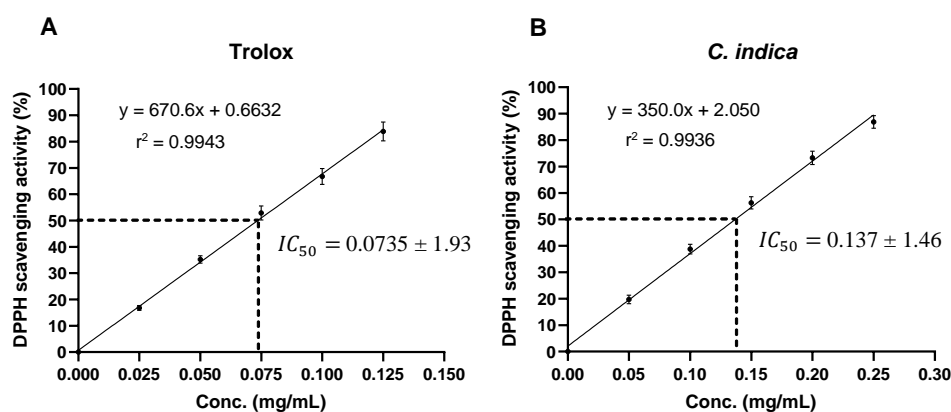 A
Trolox
DPPH scavenging activity (%)
100
90
80
70
60
50
40
30
20
10
0
y = 670.6x + 0.6632
r² = 0.9943
IC₅₀ = 0.0735 ± 1.93
0.000 0.025 0.050 0.075 0.100 0.125 0.150
Conc. (mg/mL)
B
C. indica
DPPH scavenging activity (%)
100
90
80
70
60
50
40
30
20
10
0
y = 350.0x + 2.050
r² = 0.9936
IC₅₀ = 0.137 ± 1.46
0.00 0.05 0.10 0.15 0.20 0.25 0.30
Conc. (mg/mL)